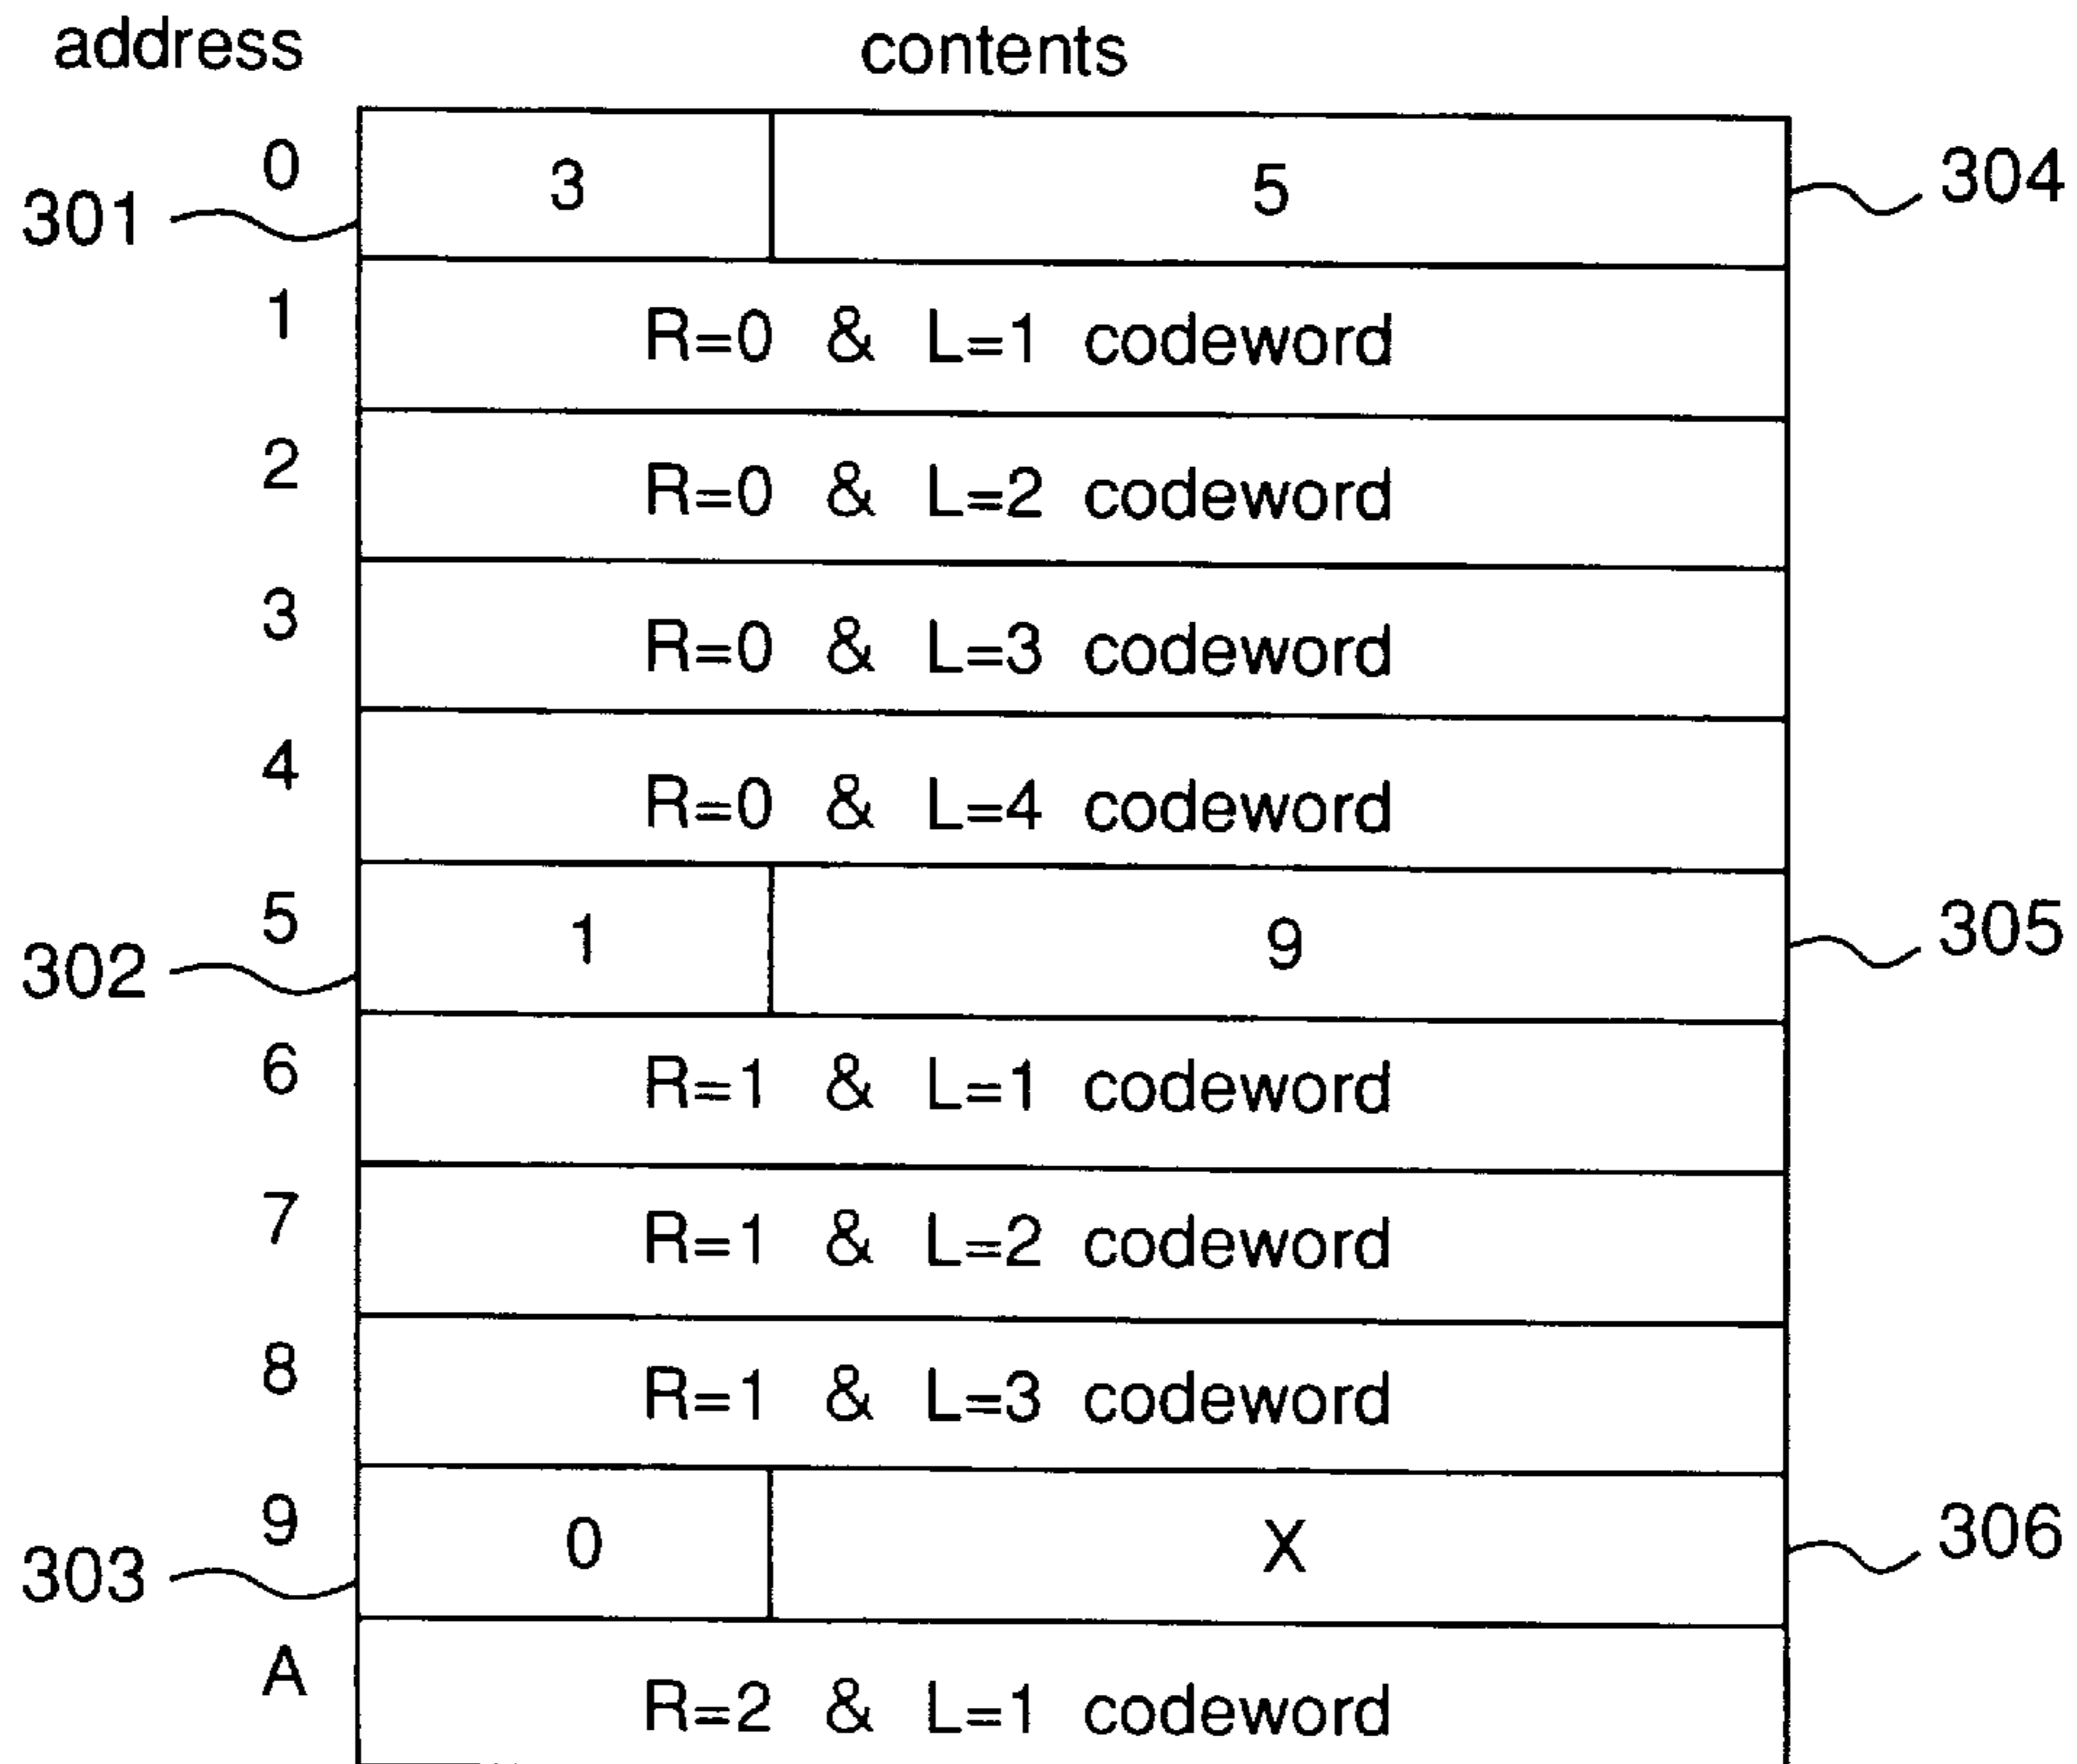 address contents
0 3 5 304
301
1 R=0 & L=1 codeword
2 R=0 & L=2 codeword
3 R=0 & L=3 codeword
4 R=0 & L=4 codeword
5 1 9 305
302
6 R=1 & L=1 codeword
7 R=1 & L=2 codeword
8 R=1 & L=3 codeword
9 0 X 306
303
A R=2 & L=1 codeword